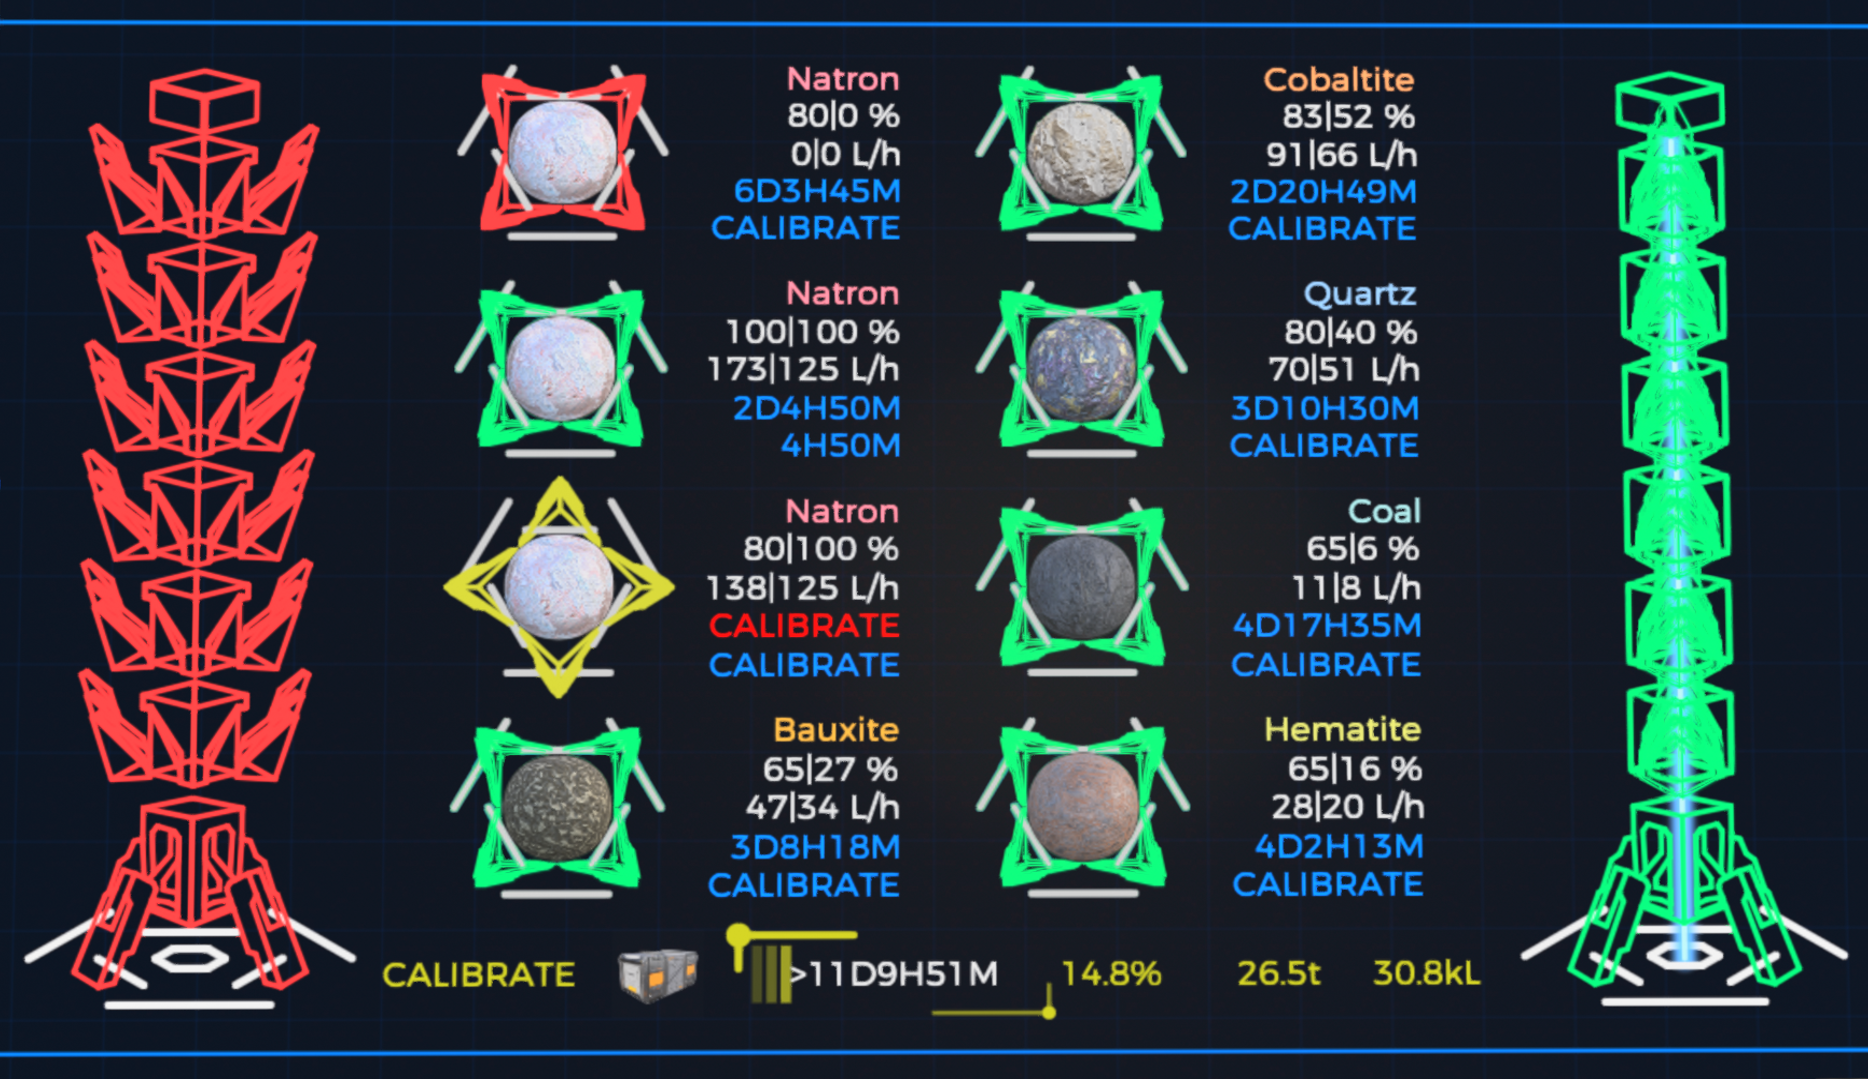 Natron
80|0 %
0|0 L/h
6D3H45M
CALIBRATE
Cobaltite
83|52 %
91|66 L/h
2D20H49M
CALIBRATE
Natron
100|100 %
173|125 L/h
2D4H50M
4H50M
Quartz
80|40 %
70|51 L/h
3D10H30M
CALIBRATE
Natron
80|100 %
138|125 L/h
CALIBRATE
CALIBRATE
Coal
65|6 %
11|8 L/h
4D17H35M
CALIBRATE
Bauxite
65|27 %
47|34 L/h
3D8H18M
CALIBRATE
Hematite
65|16 %
28|20 L/h
4D2H13M
CALIBRATE
CALIBRATE >11D9H51M 14.8% 26.5t 30.8kL